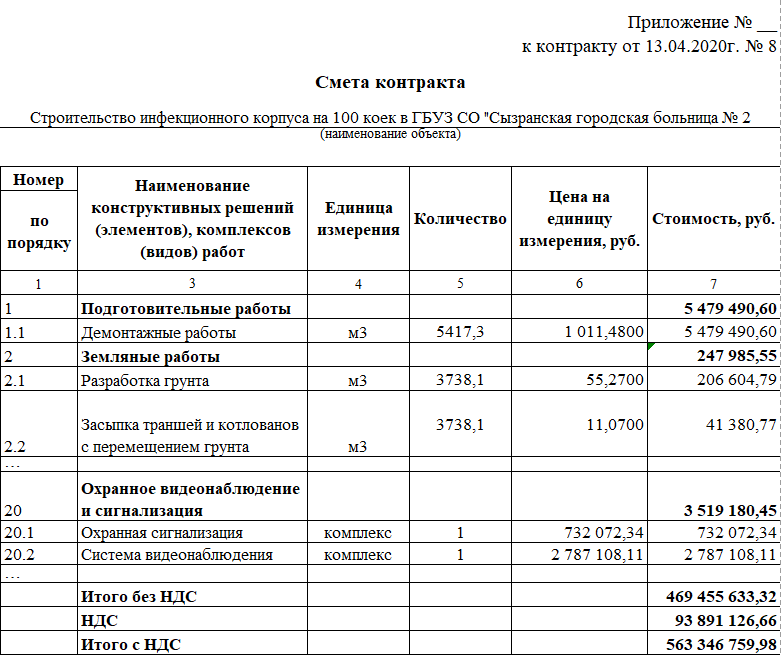 Приложение № __
к контракту от 13.04.2020г. № 8
Смета контракта
Строительство инфекционного корпуса на 100 коек в ГБУЗ СО "Сызранская городская больница № 2
(наименование объекта)
Номер
по
порядку
Наименование
конструктивных решений
(элементов), комплексов
(видов) работ
Единица
измерения
Количество
Цена на
единицу
измерения, руб.
Стоимость, руб.
1 3 4 5 6 7
1 Подготовительные работы 5 479 490,60
1.1 Демонтажные работы м3 5417,3 1 011,4800 5 479 490,60
2 Земляные работы 247 985,55
2.1 Разработка грунта м3 3738,1 55,2700 206 604,79
Засыпка траншей и котлованов 3738,1 11,0700 41 380,77
2.2 с перемещением грунта м3
…
Охранное видеонаблюдение
20 и сигнализация 3 519 180,45
20.1 Охранная сигнализация комплекс 1 732 072,34 732 072,34
20.2 Система видеонаблюдения комплекс 1 2 787 108,11 2 787 108,11
…
Итого без НДС 469 455 633,32
НДС 93 891 126,66
Итого с НДС 563 346 759,98